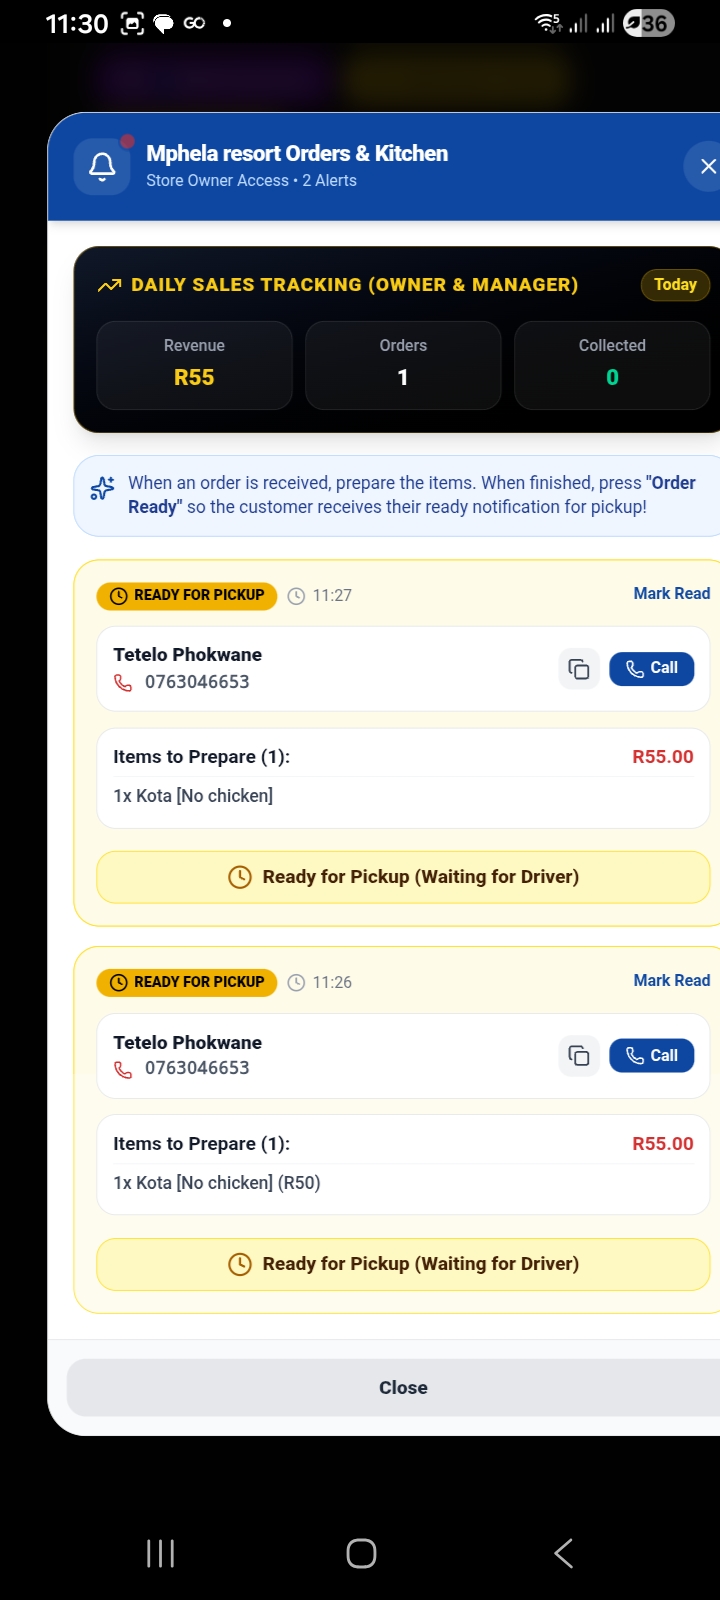 11:30
5
36
Mphela resort Orders & Kitchen
Store Owner Access • 2 Alerts
DAILY SALES TRACKING (OWNER & MANAGER)
Today
Revenue
Orders
Collected
R55
1
0
When an order is received, prepare the items. When finished, press "Order
Ready" so the customer receives their ready notification for pickup!
READY FOR PICKUP
11:27
Mark Read
Tetelo Phokwane
0763046653
Call
Items to Prepare (1):
R55.00
1x Kota [No chicken]
Ready for Pickup (Waiting for Driver)
READY FOR PICKUP
11:26
Mark Read
Tetelo Phokwane
0763046653
Call
Items to Prepare (1):
R55.00
1x Kota [No chicken] (R50)
Ready for Pickup (Waiting for Driver)
Close